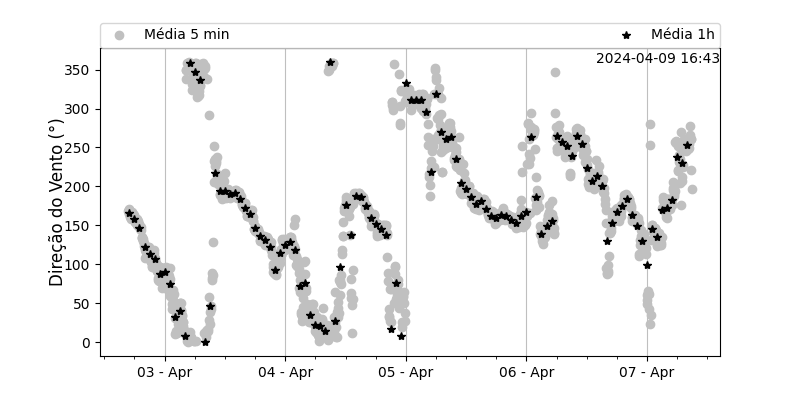 Média 5 min
Média 1h
2024-04-09 16:43
Direção do Vento (°)
350
300
250
200
150
100
50
0
03 - Apr
04 - Apr
05 - Apr
06 - Apr
07 - Apr